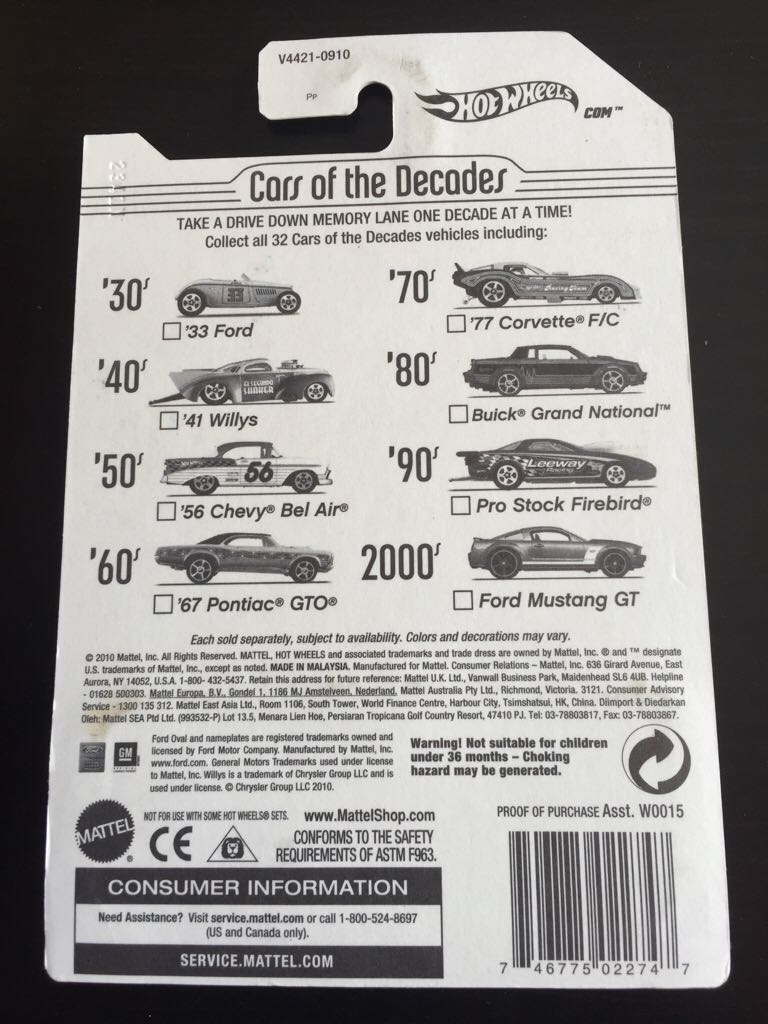 V4421-0910
Pp
HOT WHEELS
.COM™
Cars of the Decades
TAKE A DRIVE DOWN MEMORY LANE ONE DECADE AT A TIME!
Collect all 32 Cars of the Decades vehicles including:
'30s
33
'33 Ford
'40s
EL SEGUNDO
SHAKER
'41 Willys
'50s
56
'56 Chevy® Bel Air®
'60s
'67 Pontiac® GTO®
'70s
Racing Team
'77 Corvette® F/C
'80s
Buick® Grand National™
'90s
Leeway
Racing
Pro Stock Firebird®
2000s
Ford Mustang GT
Each sold separately, subject to availability. Colors and decorations may vary.
© 2010 Mattel, Inc. All Rights Reserved. MATTEL, HOT WHEELS and associated trademarks and trade dress are owned by Mattel, Inc. ® and ™ designate
U.S. trademarks of Mattel, Inc., except as noted. MADE IN MALAYSIA. Manufactured for Mattel. Consumer Relations – Mattel, Inc. 636 Girard Avenue, East
Aurora, NY 14052, U.S.A. 1-800- 432-5437. Retain this address for future reference: Mattel U.K. Ltd., Vanwall Business Park, Maidenhead SL6 4UB. Helpline
- 01628 500303. Mattel Europa, B.V., Gondel 1, 1186 MJ Amstelveen, Nederland. Mattel Australia Pty Ltd., Richmond, Victoria. 3121. Consumer Advisory
Service - 1300 135 312. Mattel East Asia Ltd., Room 1106, South Tower, World Finance Centre, Harbour City, Tsimshatsui, HK, China. Diimport & Diedarkan
Oleh: Mattel SEA Ptd Ltd. (993532-P) Lot 13.5, Menara Lien Hoe, Persiaran Tropicana Golf Country Resort, 47410 PJ. Tel: 03-78803817, Fax: 03-78803867.
Ford
GM
Ford Oval and nameplates are registered trademarks owned and
licensed by Ford Motor Company. Manufactured by Mattel, Inc.
www.ford.com. General Motors Trademarks used under license
to Mattel, Inc. Willys is a trademark of Chrysler Group LLC and is
used under license. © Chrysler Group LLC 2010.
Warning! Not suitable for children
under 36 months – Choking
hazard may be generated.
MATTEL®
NOT FOR USE WITH SOME HOT WHEELS® SETS.
CE
www.MattelShop.com
CONFORMS TO THE SAFETY
REQUIREMENTS OF ASTM F963.
PROOF OF PURCHASE Asst. W0015
CONSUMER INFORMATION
Need Assistance? Visit service.mattel.com or call 1-800-524-8697
(US and Canada only).
SERVICE.MATTEL.COM
7 46775 02274 7